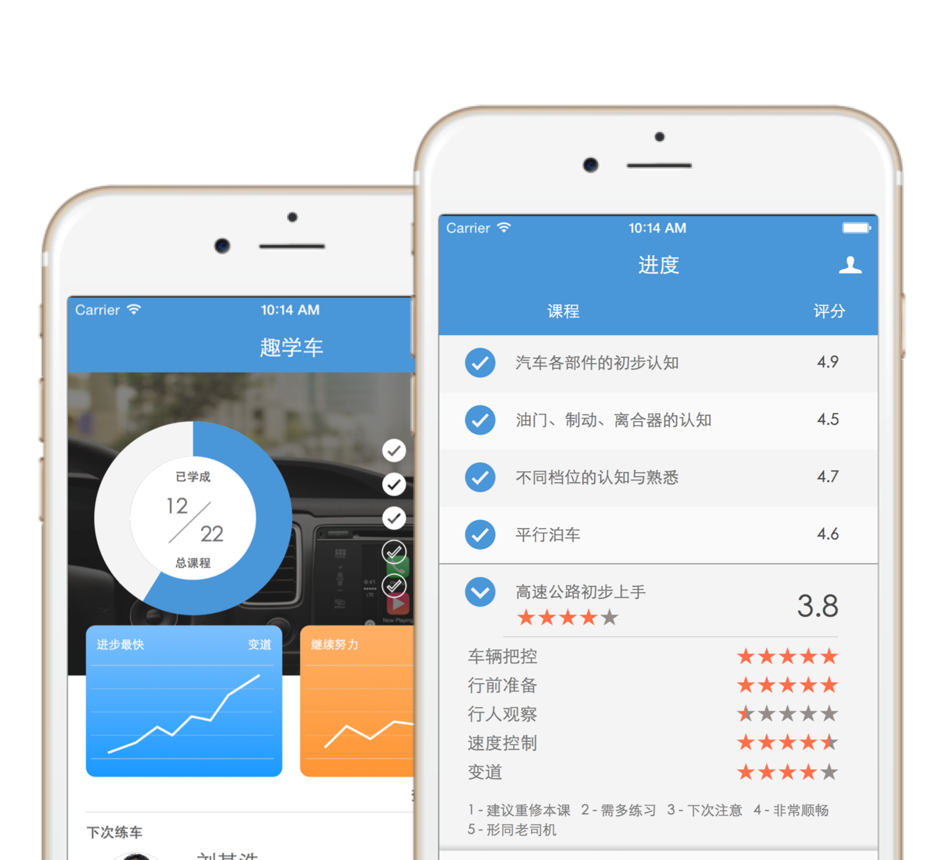 Carrier
10:14 AM
趣学车
已学成
12
22
总课程
进步最快
变道
继续努力
下次练车
Carrier
10:14 AM
进度
课程
评分
汽车各部件的初步认知
4.9
油门、制动、离合器的认知
4.5
不同档位的认知与熟悉
4.7
平行泊车
4.6
高速公路初步上手
3.8
车辆把控
行前准备
行人观察
速度控制
变道
1 - 建议重修本课 2 - 需多练习 3 - 下次注意 4 - 非常顺畅
5 - 形同老司机